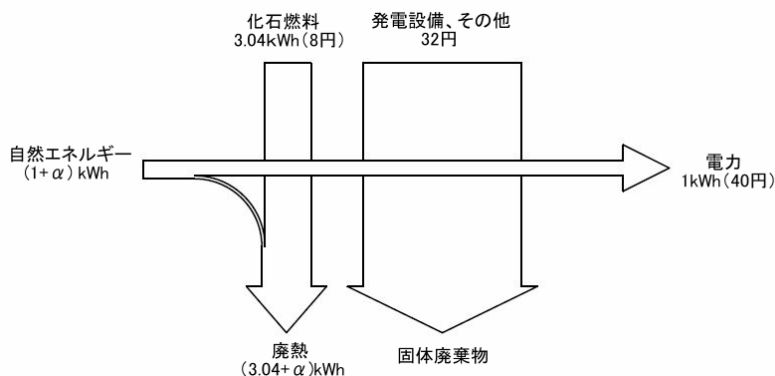 化石燃料
3.04kWh(8円)
発電設備、その他
32円
自然エネルギー
(1+α)kWh
電力
1kWh(40円)
廃熱
(3.04+α)kWh
固体廃棄物